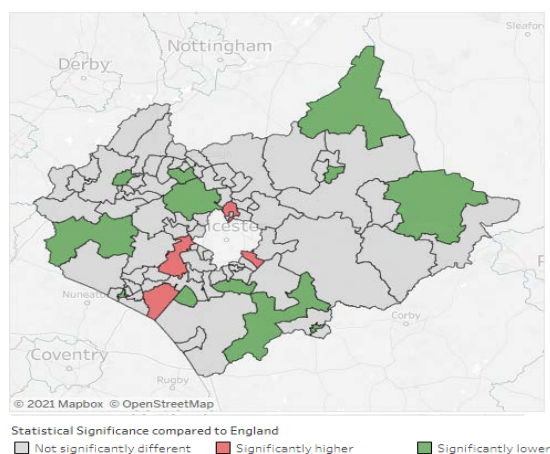 Sleafor
Nottingham
Derby
iceste
Nuneato
Corby
Coventry
Rugby
© 2021 Mapbox © OpenStreetMap
Statistical Significance compared to England
Not significantly different
Significantly higher
Significantly lower